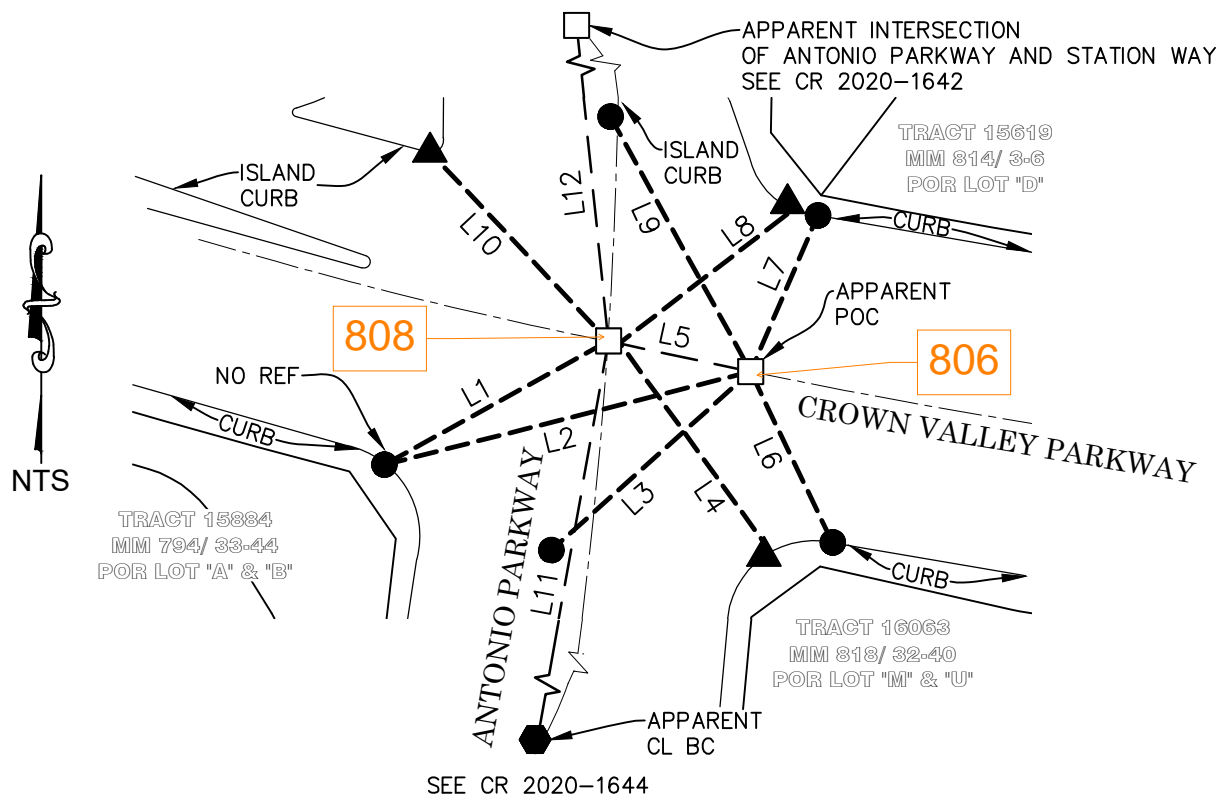 APPARENT INTERSECTION
OF ANTONIO PARKWAY AND STATION WAY
SEE CR 2020-1642
TRACT 15619
MM 814/ 3-6
POR LOT "D"
ISLAND
CURB
ISLAND
CURB
L12
L9
L8
L10
L7
CURB
APPARENT
POC
808
L5
806
NO REF
L1
CROWN VALLEY PARKWAY
CURB
L2
L6
NTS
L3
L4
TRACT 15884
MM 794/ 33-44
POR LOT "A" & "B"
ANTONIO PARKWAY
L11
CURB
TRACT 16063
MM 818/ 32-40
POR LOT "M" & "U"
APPARENT
CL BC
SEE CR 2020-1644